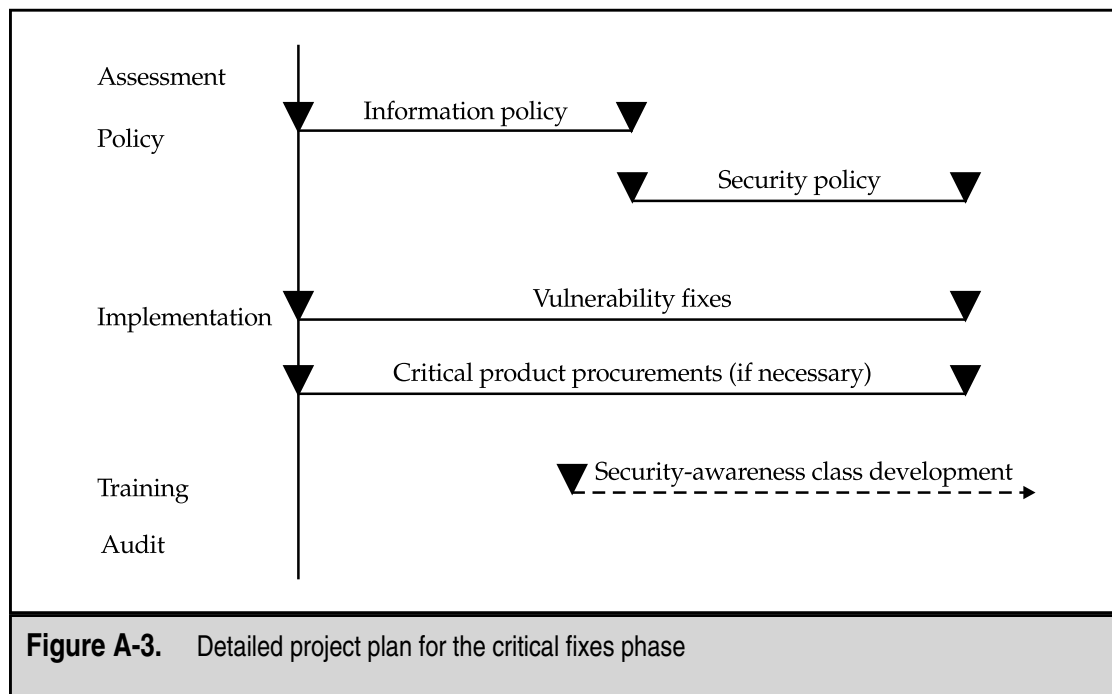 Assessment
Information policy
Policy
Security policy
Vulnerability fixes
Implementation
Critical product procurements (if necessary)
Security-awareness class development
Training
Audit
Figure A-3. Detailed project plan for the critical fixes phase